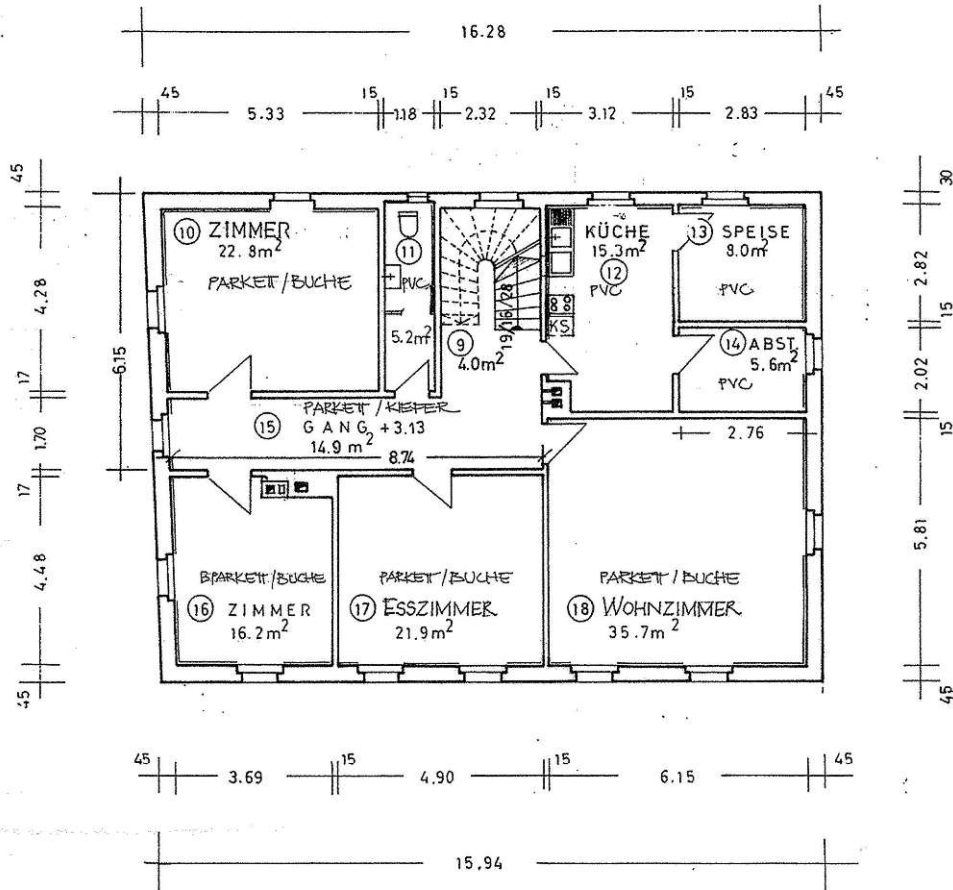 16.28
45 15 15 15 15 45
5.33 1.18 2.32 3.12 2.83
45
4.28
17
1.70
17
4.48
45
6.15
30
2.82
15
2.02
15
5.81
45
10 ZIMMER
22.8m²
PARKETT/BUCHE
11
PVC
5.2m²
9
4.0m²
19/16/28
KÜCHE
15.3m²
12
PVC
KS
13 SPEISE
8.0m²
PVC
14 ABST.
5.6m²
PVC
PARKETT/KIEFER
15 GANG +3.13
14.9 m²
8.74
2.76
BPARKETT/BUCHE
16 ZIMMER
16.2m²
PARKETT/BUCHE
17 ESSZIMMER
21.9m²
PARKETT/BUCHE
18 WOHNZIMMER
35.7m²
45 15 15 45
3.69 4.90 6.15
15,94